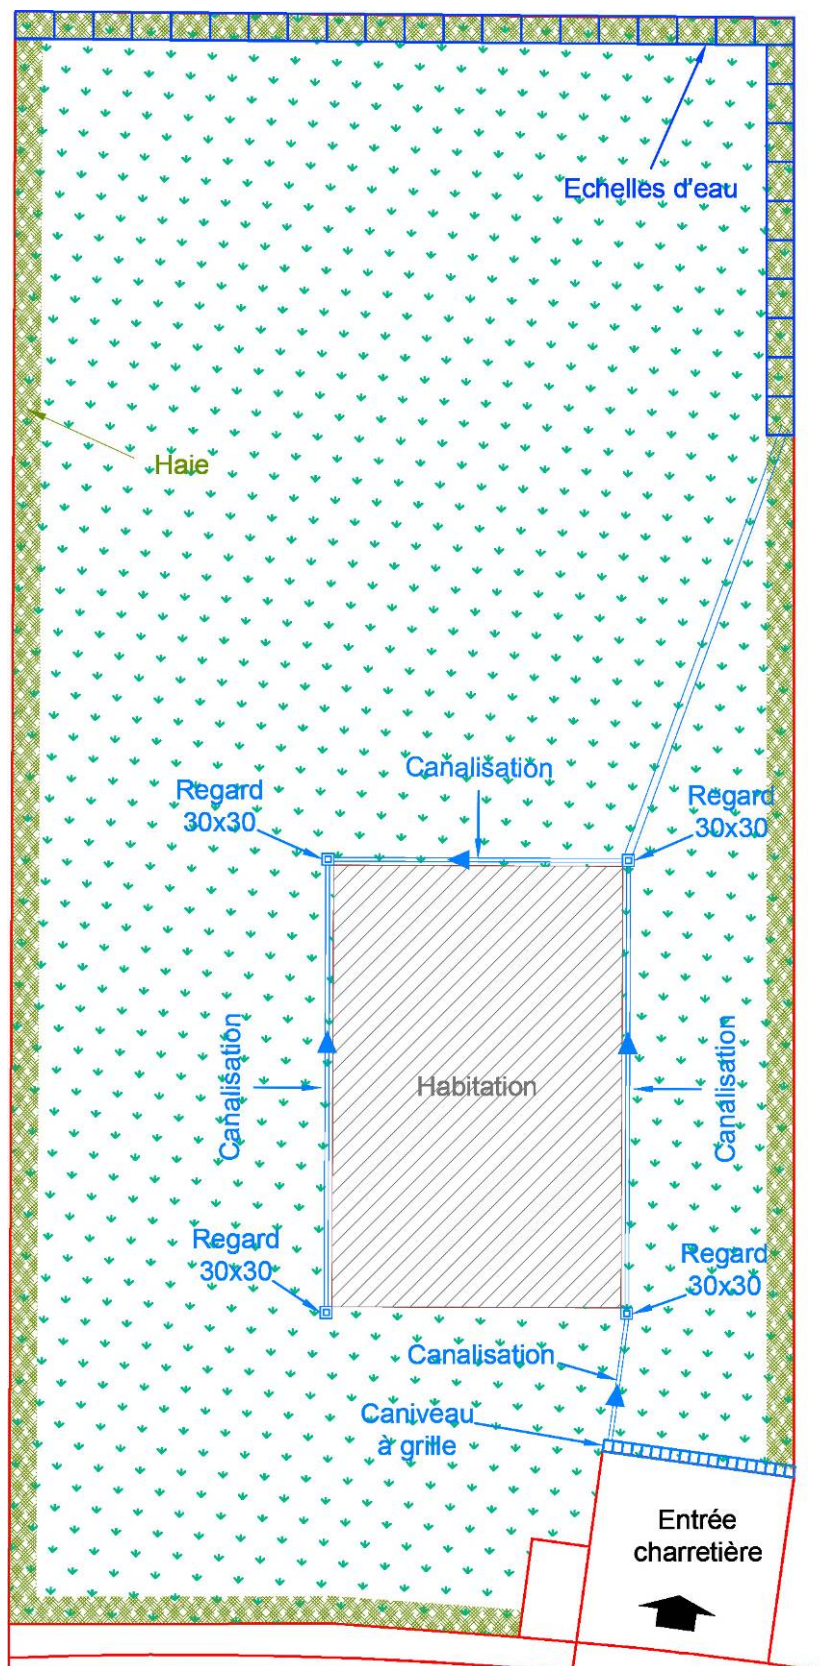 Echelles d'eau
Haie
Canalisation
Regard
30x30
Regard
30x30
Canalisation
Habitation
Canalisation
Regard
30x30
Regard
30x30
Canalisation
Caniveau
à grille
Entrée
charretière